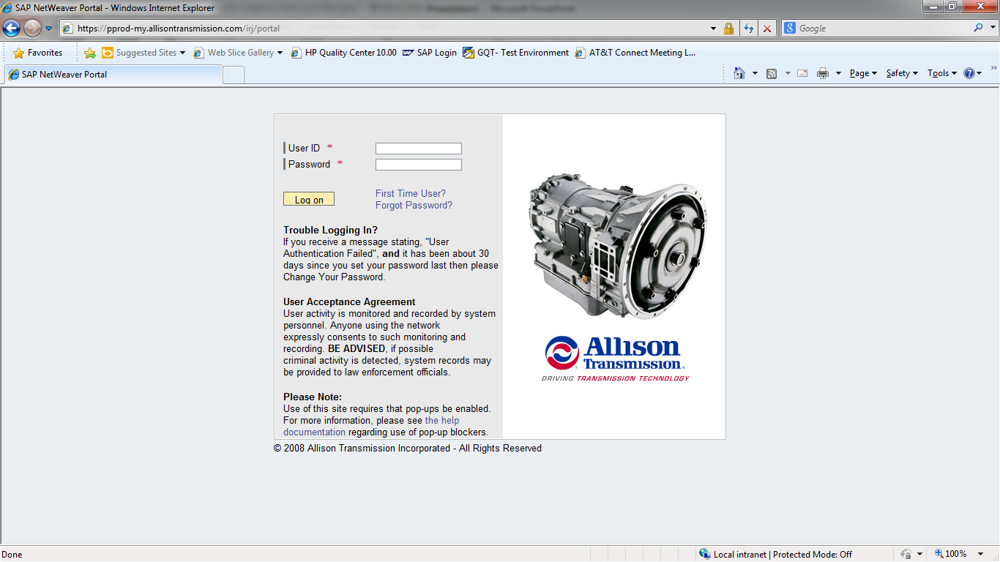 SAP NetWeaver Portal - Windows Internet Explorer
https://pprod-my.allisontransmission.com/irj/portal
Google
Favorites
Suggested Sites
Web Slice Gallery
HP Quality Center 10.00
SAP Login
GQT- Test Environment
AT&T Connect Meeting L...
SAP NetWeaver Portal
Page
Safety
Tools
User ID *
Password *
Log on
First Time User?
Forgot Password?
Trouble Logging In?
If you receive a message stating, "User
Authentication Failed", and it has been about 30
days since you set your password last then please
Change Your Password.
User Acceptance Agreement
User activity is monitored and recorded by system
personnel. Anyone using the network
expressly consents to such monitoring and
recording. BE ADVISED, if possible
criminal activity is detected, system records may
be provided to law enforcement officials.
Please Note:
Use of this site requires that pop-ups be enabled.
For more information, please see the help
documentation regarding use of pop-up blockers.
Allison
Transmission
DRIVING TRANSMISSION TECHNOLOGY
© 2008 Allison Transmission Incorporated - All Rights Reserved
Done
Local intranet | Protected Mode: Off
100%